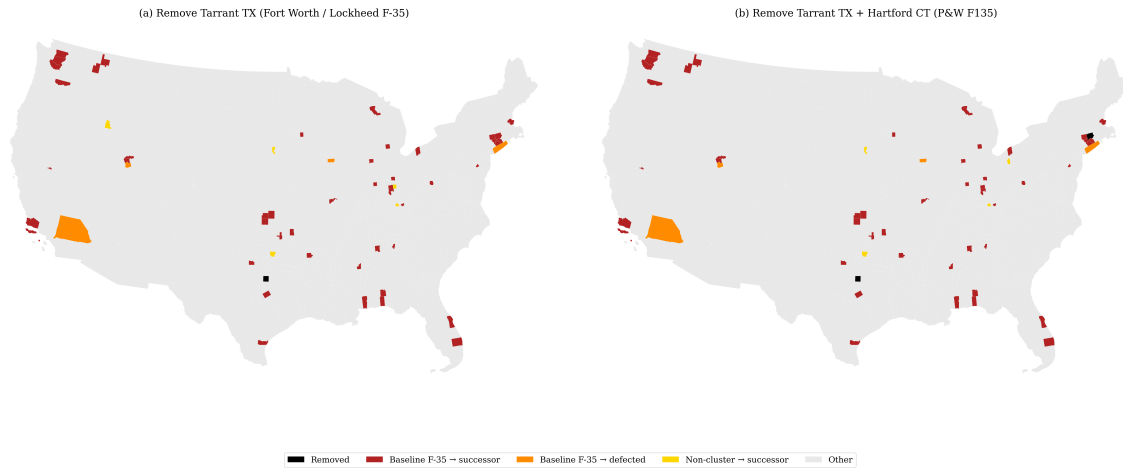 (a) Remove Tarrant TX (Fort Worth / Lockheed F-35)
(b) Remove Tarrant TX + Hartford CT (P&W F135)
Removed
Baseline F-35 → successor
Baseline F-35 → defected
Non-cluster → successor
Other